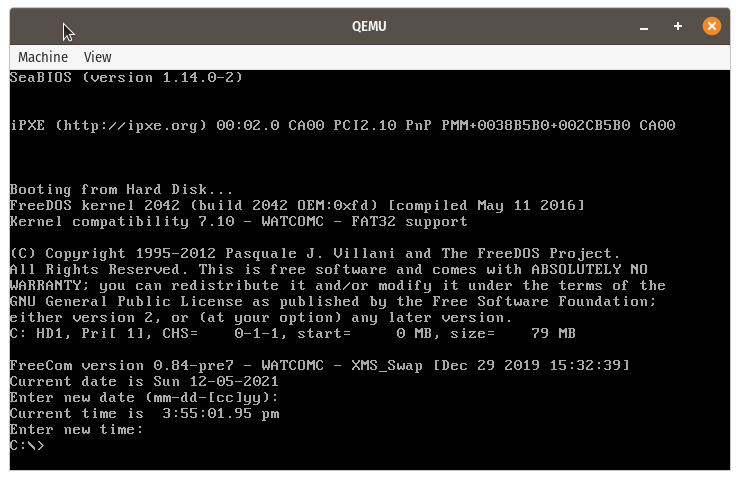 QEMU
Machine View
SeaBIOS (version 1.14.0-2)
iPXE (http://ipxe.org) 00:02.0 CA00 PCI2.10 PnP PMM+0038B5B0+002CB5B0 CA00
Booting from Hard Disk...
FreeDOS kernel 2042 (build 2042 OEM:0xfd) [compiled May 11 2016]
Kernel compatibility 7.10 - WATCOMC - FAT32 support
(C) Copyright 1995-2012 Pasquale J. Villani and The FreeDOS Project.
All Rights Reserved. This is free software and comes with ABSOLUTELY NO
WARRANTY; you can redistribute it and/or modify it under the terms of the
GNU General Public License as published by the Free Software Foundation;
either version 2, or (at your option) any later version.
C: HD1, Pri[ 1], CHS=    0-1-1, start=     0 MB, size=    79 MB
FreeCom version 0.84-pre7 - WATCOMC - XMS_Swap [Dec 29 2019 15:32:39]
Current date is Sun 12-05-2021
Enter new date (mm-dd-[cc]yy):
Current time is  3:55:01.95 pm
Enter new time:
C:\>